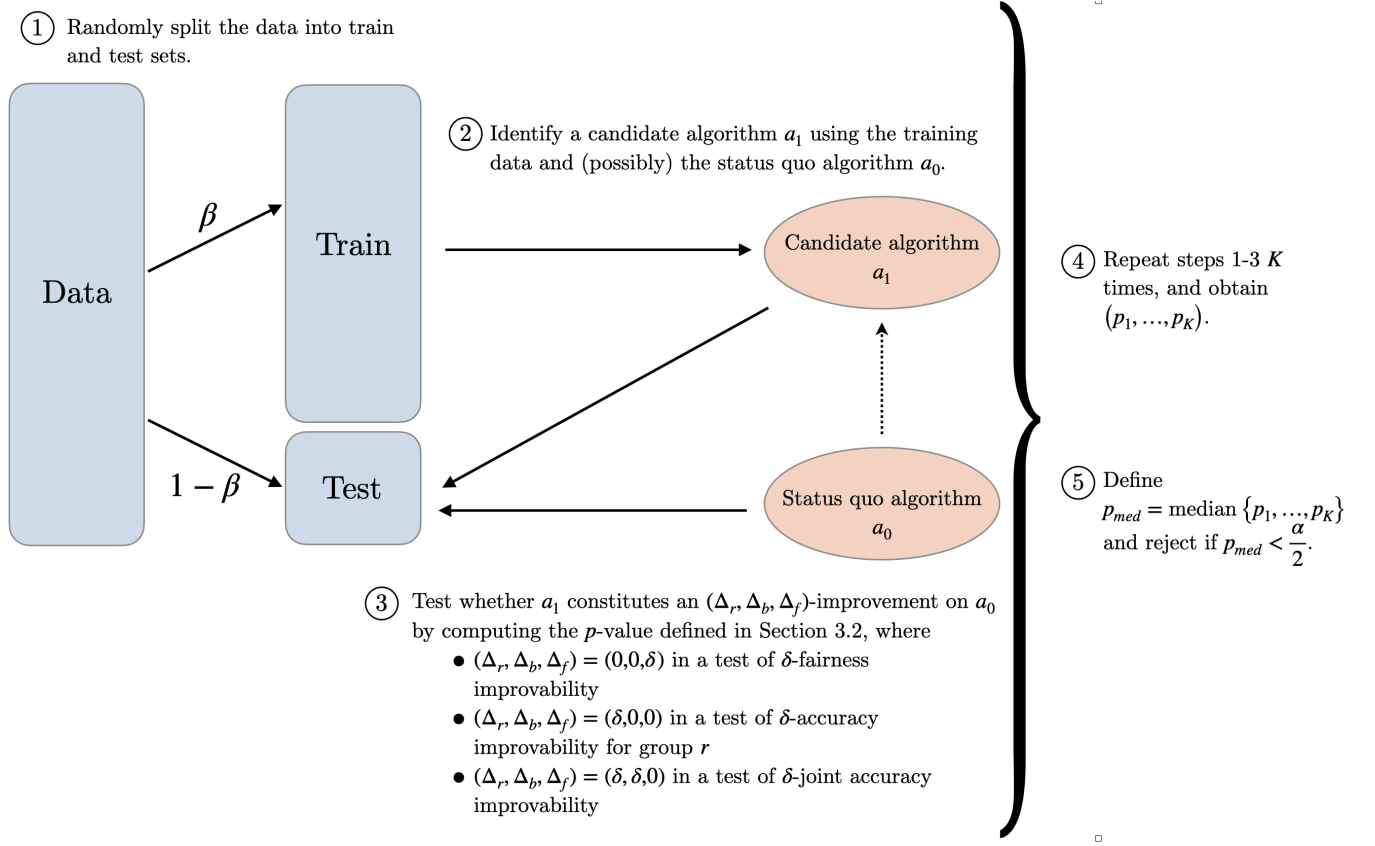 ① Randomly split the data into train
and test sets.
Data
β
1 − β
Train
Test
② Identify a candidate algorithm a₁ using the training
data and (possibly) the status quo algorithm a₀.
Candidate algorithm
a₁
Status quo algorithm
a₀
③ Test whether a₁ constitutes an (Δᵣ, Δ_b, Δ_f)-improvement on a₀
by computing the p-value defined in Section 3.2, where
● (Δᵣ, Δ_b, Δ_f) = (0,0,δ) in a test of δ-fairness
improvability
● (Δᵣ, Δ_b, Δ_f) = (δ,0,0) in a test of δ-accuracy
improvability for group r
● (Δᵣ, Δ_b, Δ_f) = (δ, δ,0) in a test of δ-joint accuracy
improvability
④ Repeat steps 1-3 K
times, and obtain
(p₁, …, p_K).
⑤ Define
p_med = median {p₁, …, p_K}
and reject if p_med < α/2.